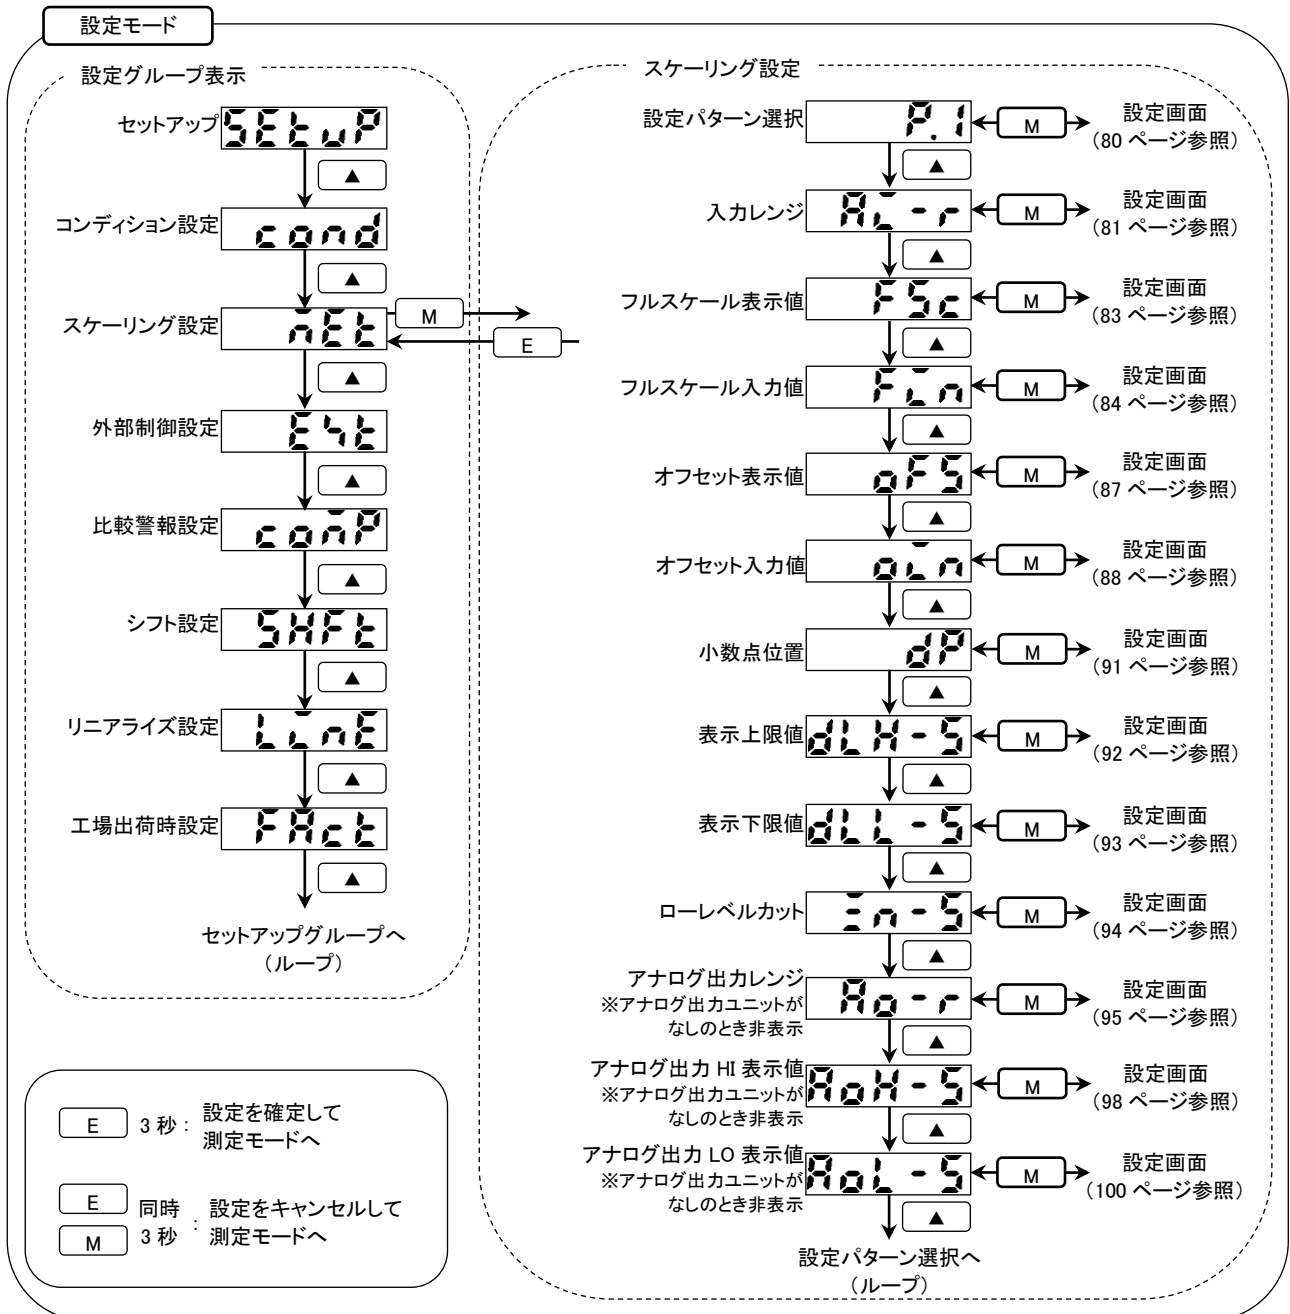 設定モード
設定グループ表示
セットアップ SEtuP
▲
コンディション設定 cond
▲
スケーリング設定 mEt
M
E
▲
外部制御設定 E
▲
比較警報設定 comP
▲
シフト設定 SHFt
▲
リニアライズ設定 LinE
▲
工場出荷時設定 FAct
▲
セットアップグループへ
(ループ)
E 3 秒： 設定を確定して
測定モードへ
E 同時
M 3 秒 ： 設定をキャンセルして
測定モードへ
スケーリング設定
設定パターン選択 P.1 M 設定画面
(80 ページ参照)
▲
入力レンジ Ai-r M 設定画面
(81 ページ参照)
▲
フルスケール表示値 FSc M 設定画面
(83 ページ参照)
▲
フルスケール入力値 Fin M 設定画面
(84 ページ参照)
▲
オフセット表示値 oFS M 設定画面
(87 ページ参照)
▲
オフセット入力値 oin M 設定画面
(88 ページ参照)
▲
小数点位置 dP M 設定画面
(91 ページ参照)
▲
表示上限値 dLH-S M 設定画面
(92 ページ参照)
▲
表示下限値 dLL-S M 設定画面
(93 ページ参照)
▲
ローレベルカット M 設定画面
(94 ページ参照)
▲
アナログ出力レンジ Ao-r M 設定画面
※アナログ出力ユニットが
なしのとき非表示
(95 ページ参照)
▲
アナログ出力 HI 表示値 AoH-S M 設定画面
※アナログ出力ユニットが
なしのとき非表示
(98 ページ参照)
▲
アナログ出力 LO 表示値 AoL-S M 設定画面
※アナログ出力ユニットが
なしのとき非表示
(100 ページ参照)
▲
設定パターン選択へ
(ループ)